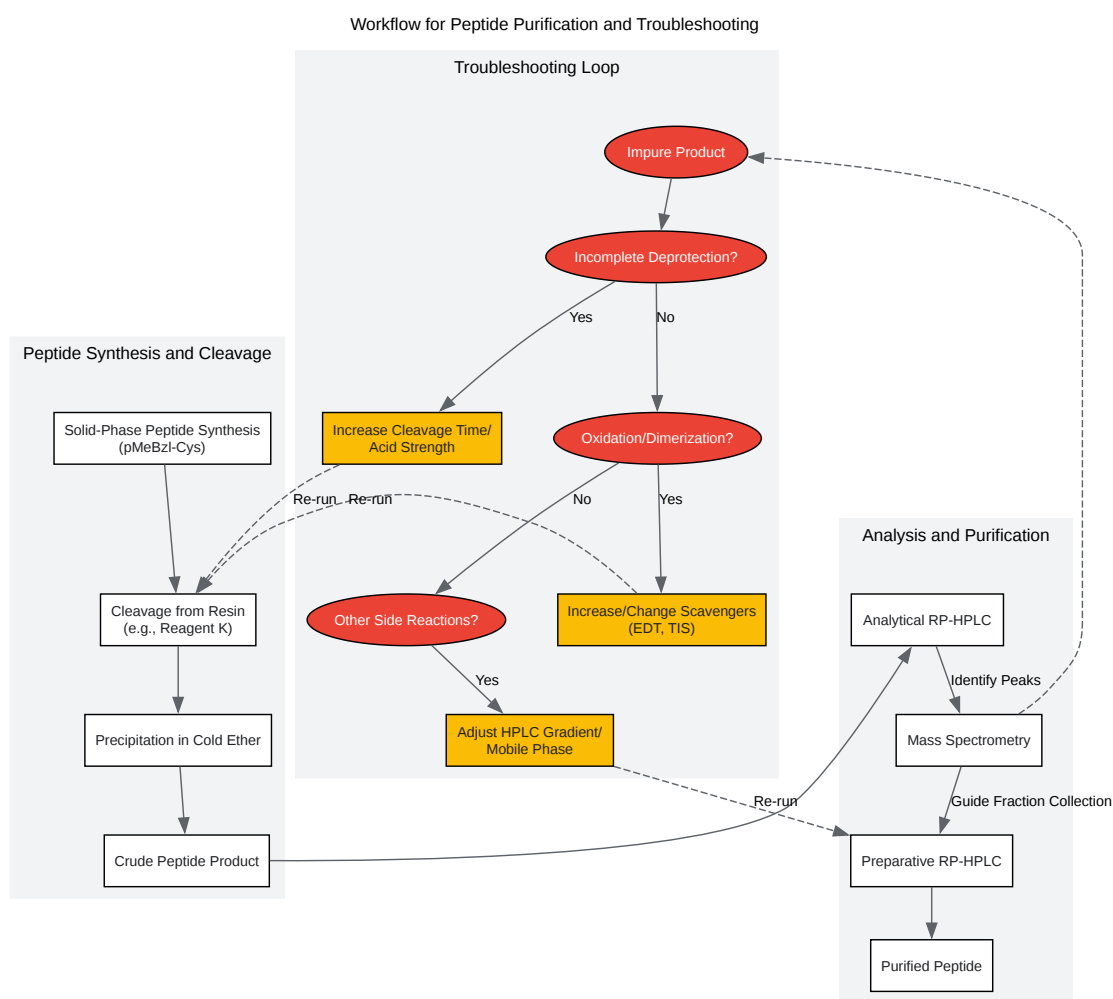 Workflow for Peptide Purification and Troubleshooting
Troubleshooting Loop
Impure Product
Incomplete Deprotection?
Yes
No
Peptide Synthesis and Cleavage
Solid-Phase Peptide Synthesis
(pMeBzl-Cys)
Increase Cleavage Time/
Acid Strength
Oxidation/Dimerization?
Re-run
Re-run
No
Yes
Analysis and Purification
Cleavage from Resin
(e.g., Reagent K)
Other Side Reactions?
Increase/Change Scavengers
(EDT, TIS)
Analytical RP-HPLC
Yes
Identify Peaks
Precipitation in Cold Ether
Adjust HPLC Gradient/
Mobile Phase
Mass Spectrometry
Re-run
Guide Fraction Collection
Crude Peptide Product
Preparative RP-HPLC
Purified Peptide